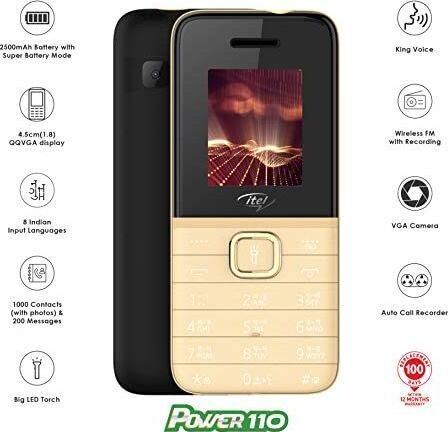 2500mAh Battery with
Super Battery Mode
4.5cm(1.8)
QQVGA display
8 Indian
Input Languages
1000 Contacts
(with photos) &
200 Messages
Big LED Torch
itel
King Voice
Wireless FM
with Recording
VGA Camera
Auto Call Recorder
REPLACEMENT
100
DAYS
WITHIN
12 MONTHS
WARRANTY
POWER 110